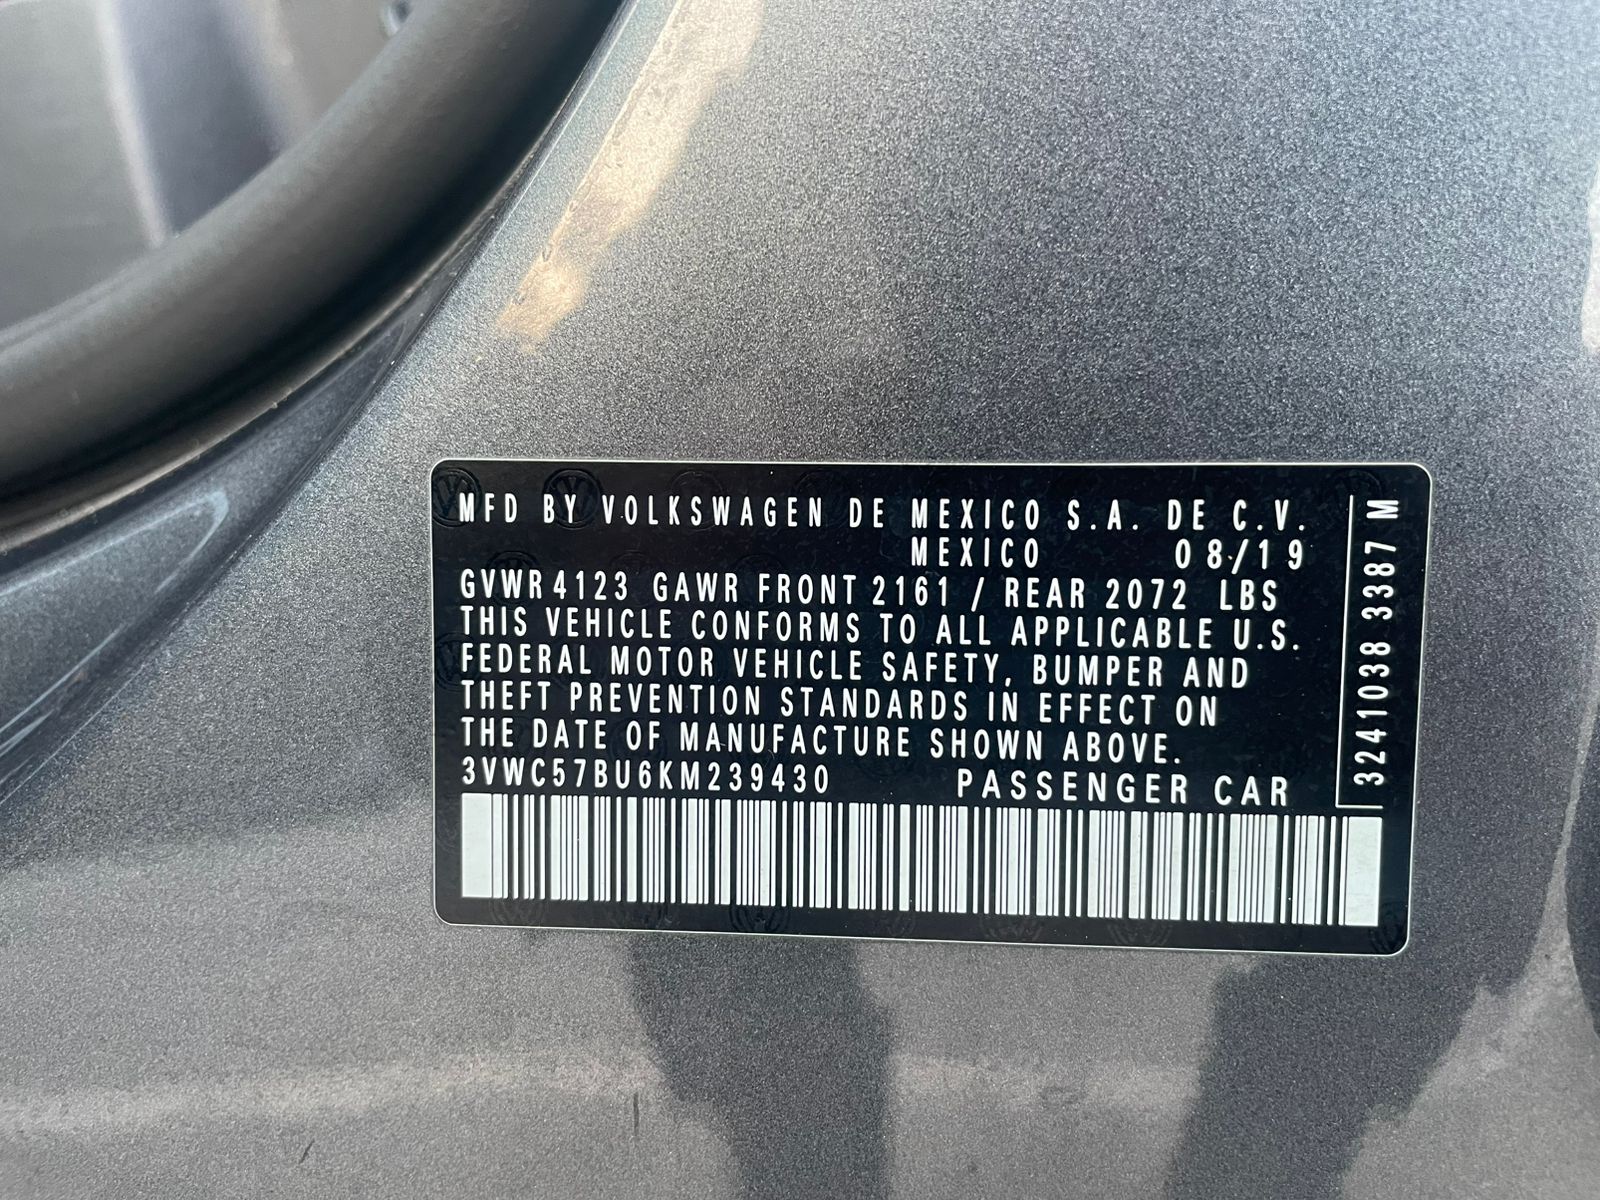 MFD BY VOLKSWAGEN DE MEXICO S.A. DE C.V.
MEXICO 08/19
GVWR 4123 GAWR FRONT 2161 / REAR 2072 LBS
THIS VEHICLE CONFORMS TO ALL APPLICABLE U.S.
FEDERAL MOTOR VEHICLE SAFETY, BUMPER AND
THEFT PREVENTION STANDARDS IN EFFECT ON
THE DATE OF MANUFACTURE SHOWN ABOVE.
3VWC57BU6KM239430 PASSENGER CAR
3241038 3387 M